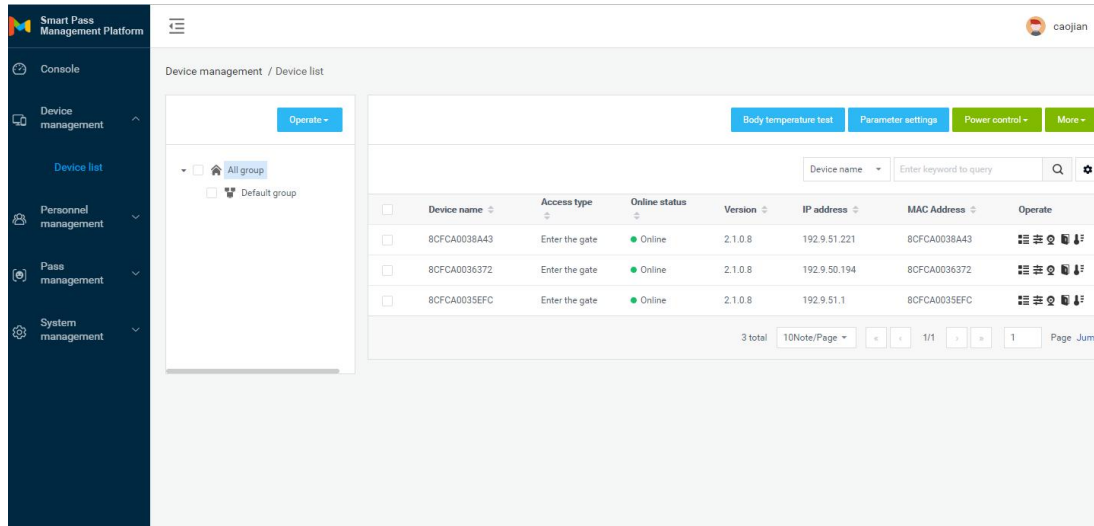 Smart Pass
Management Platform
caojian
Console
Device management / Device list
Device
management
Operate
Body temperature test
Parameter settings
Power control
More
Device list
All group
Device name
Enter keyword to query
Default group
Personnel
management
Device name
Access type
Online status
Version
IP address
MAC Address
Operate
8CFCA0038A43
Enter the gate
Online
2.1.0.8
192.9.51.221
8CFCA0038A43
Pass
management
8CFCA0036372
Enter the gate
Online
2.1.0.8
192.9.50.194
8CFCA0036372
8CFCA0035EFC
Enter the gate
Online
2.1.0.8
192.9.51.1
8CFCA0035EFC
System
management
3 total
10Note/Page
«
‹
1/1
›
»
1
Page
Jum